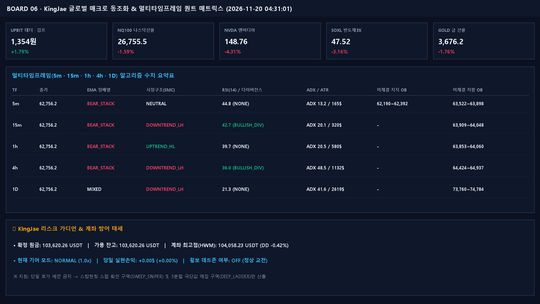 BOARD 06 · KingJae 글로벌 매크로 동조화 & 멀티타임프레임 퀀트 매트릭스 (2026-11-20 04:31:01)
UPBIT 테더 · 김프
1,354원
+1.79%
NQ100 나스닥선물
26,755.5
-1.59%
NVDA 엔비디아
148.76
-4.31%
SOXL 반도체3X
47.52
-3.14%
GOLD 금 선물
3,676.2
-1.76%
멀티타임프레임(5m · 15m · 1h · 4h · 1D) 알고리즘 수치 요약표
TF 종가 EMA 정배열 시장구조(SMC) RSI(14) / 다이버전스 ADX / ATR 미체결 지지 OB 미체결 저항 OB
5m 62,756.2 BEAR_STACK NEUTRAL 44.8 (NONE) ADX 13.2 / 165$ 62,190~62,392 63,522~63,898
15m 62,756.2 BEAR_STACK DOWNTREND_LH 42.7 (BULLISH_DIV) ADX 20.1 / 320$ - 63,909~64,048
1h 62,756.2 BEAR_STACK UPTREND_HL 39.7 (NONE) ADX 20.5 / 580$ - 63,853~64,060
4h 62,756.2 BEAR_STACK DOWNTREND_LH 30.0 (BULLISH_DIV) ADX 48.5 / 1132$ - 64,424~64,937
1D 62,756.2 MIXED DOWNTREND_LH 21.3 (NONE) ADX 41.6 / 2619$ - 73,760~74,784
KingJae 리스크 가디언 & 계좌 방어 태세
• 확정 원금: 103,620.26 USDT | 가용 잔고: 103,620.26 USDT | 계좌 최고점(HWM): 104,058.23 USDT (DD -0.42%)
• 현재 기어 모드: NORMAL (1.0x) | 당일 실현손익: +0.00$ (+0.00%) | 휩쏘 데드존 여부: OFF (정상 교전)